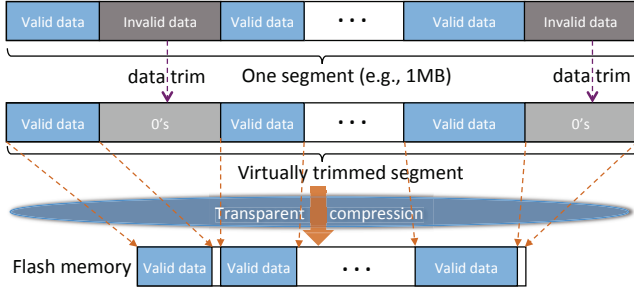 Valid data Invalid data Valid data ··· Valid data Invalid data
data trim One segment (e.g., 1MB) data trim
Valid data 0's Valid data ··· Valid data 0's
Virtually trimmed segment
Transparent compression
Flash memory Valid data Valid data ··· Valid data